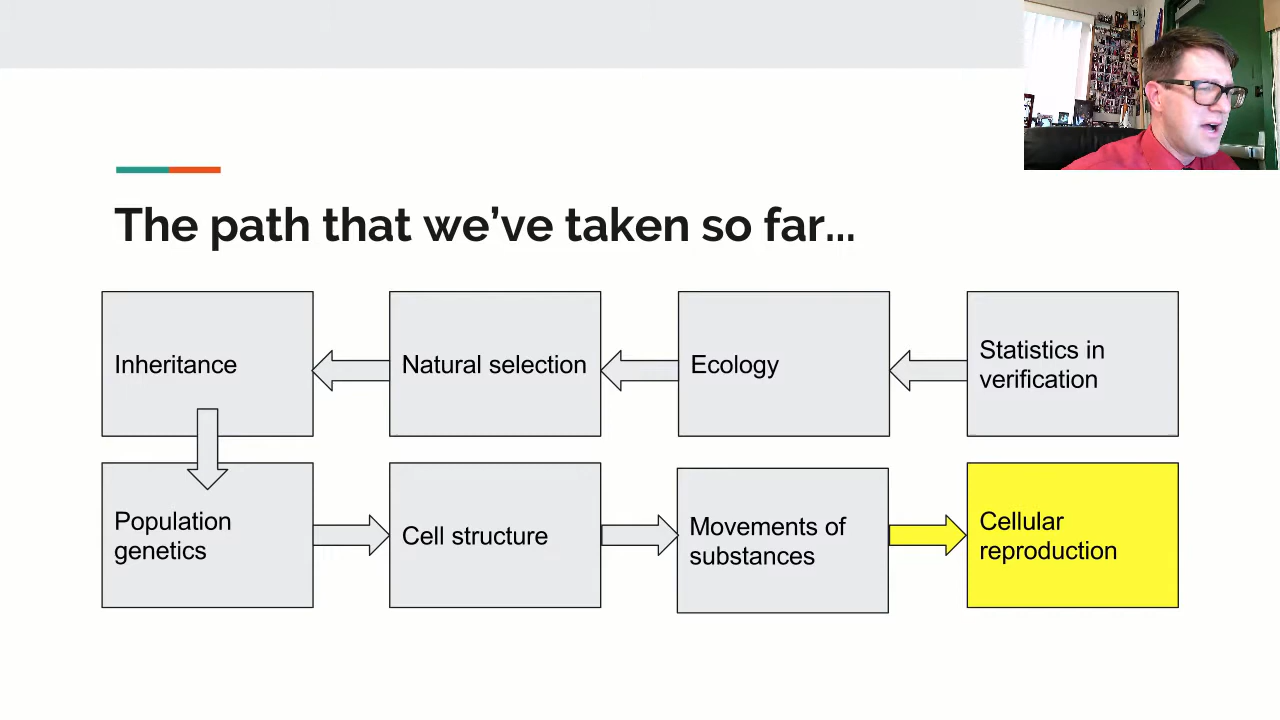 The path that we've taken so far...
Inheritance
Natural selection
Ecology
Statistics in
verification
Population
genetics
Cell structure
Movements of
substances
Cellular
reproduction